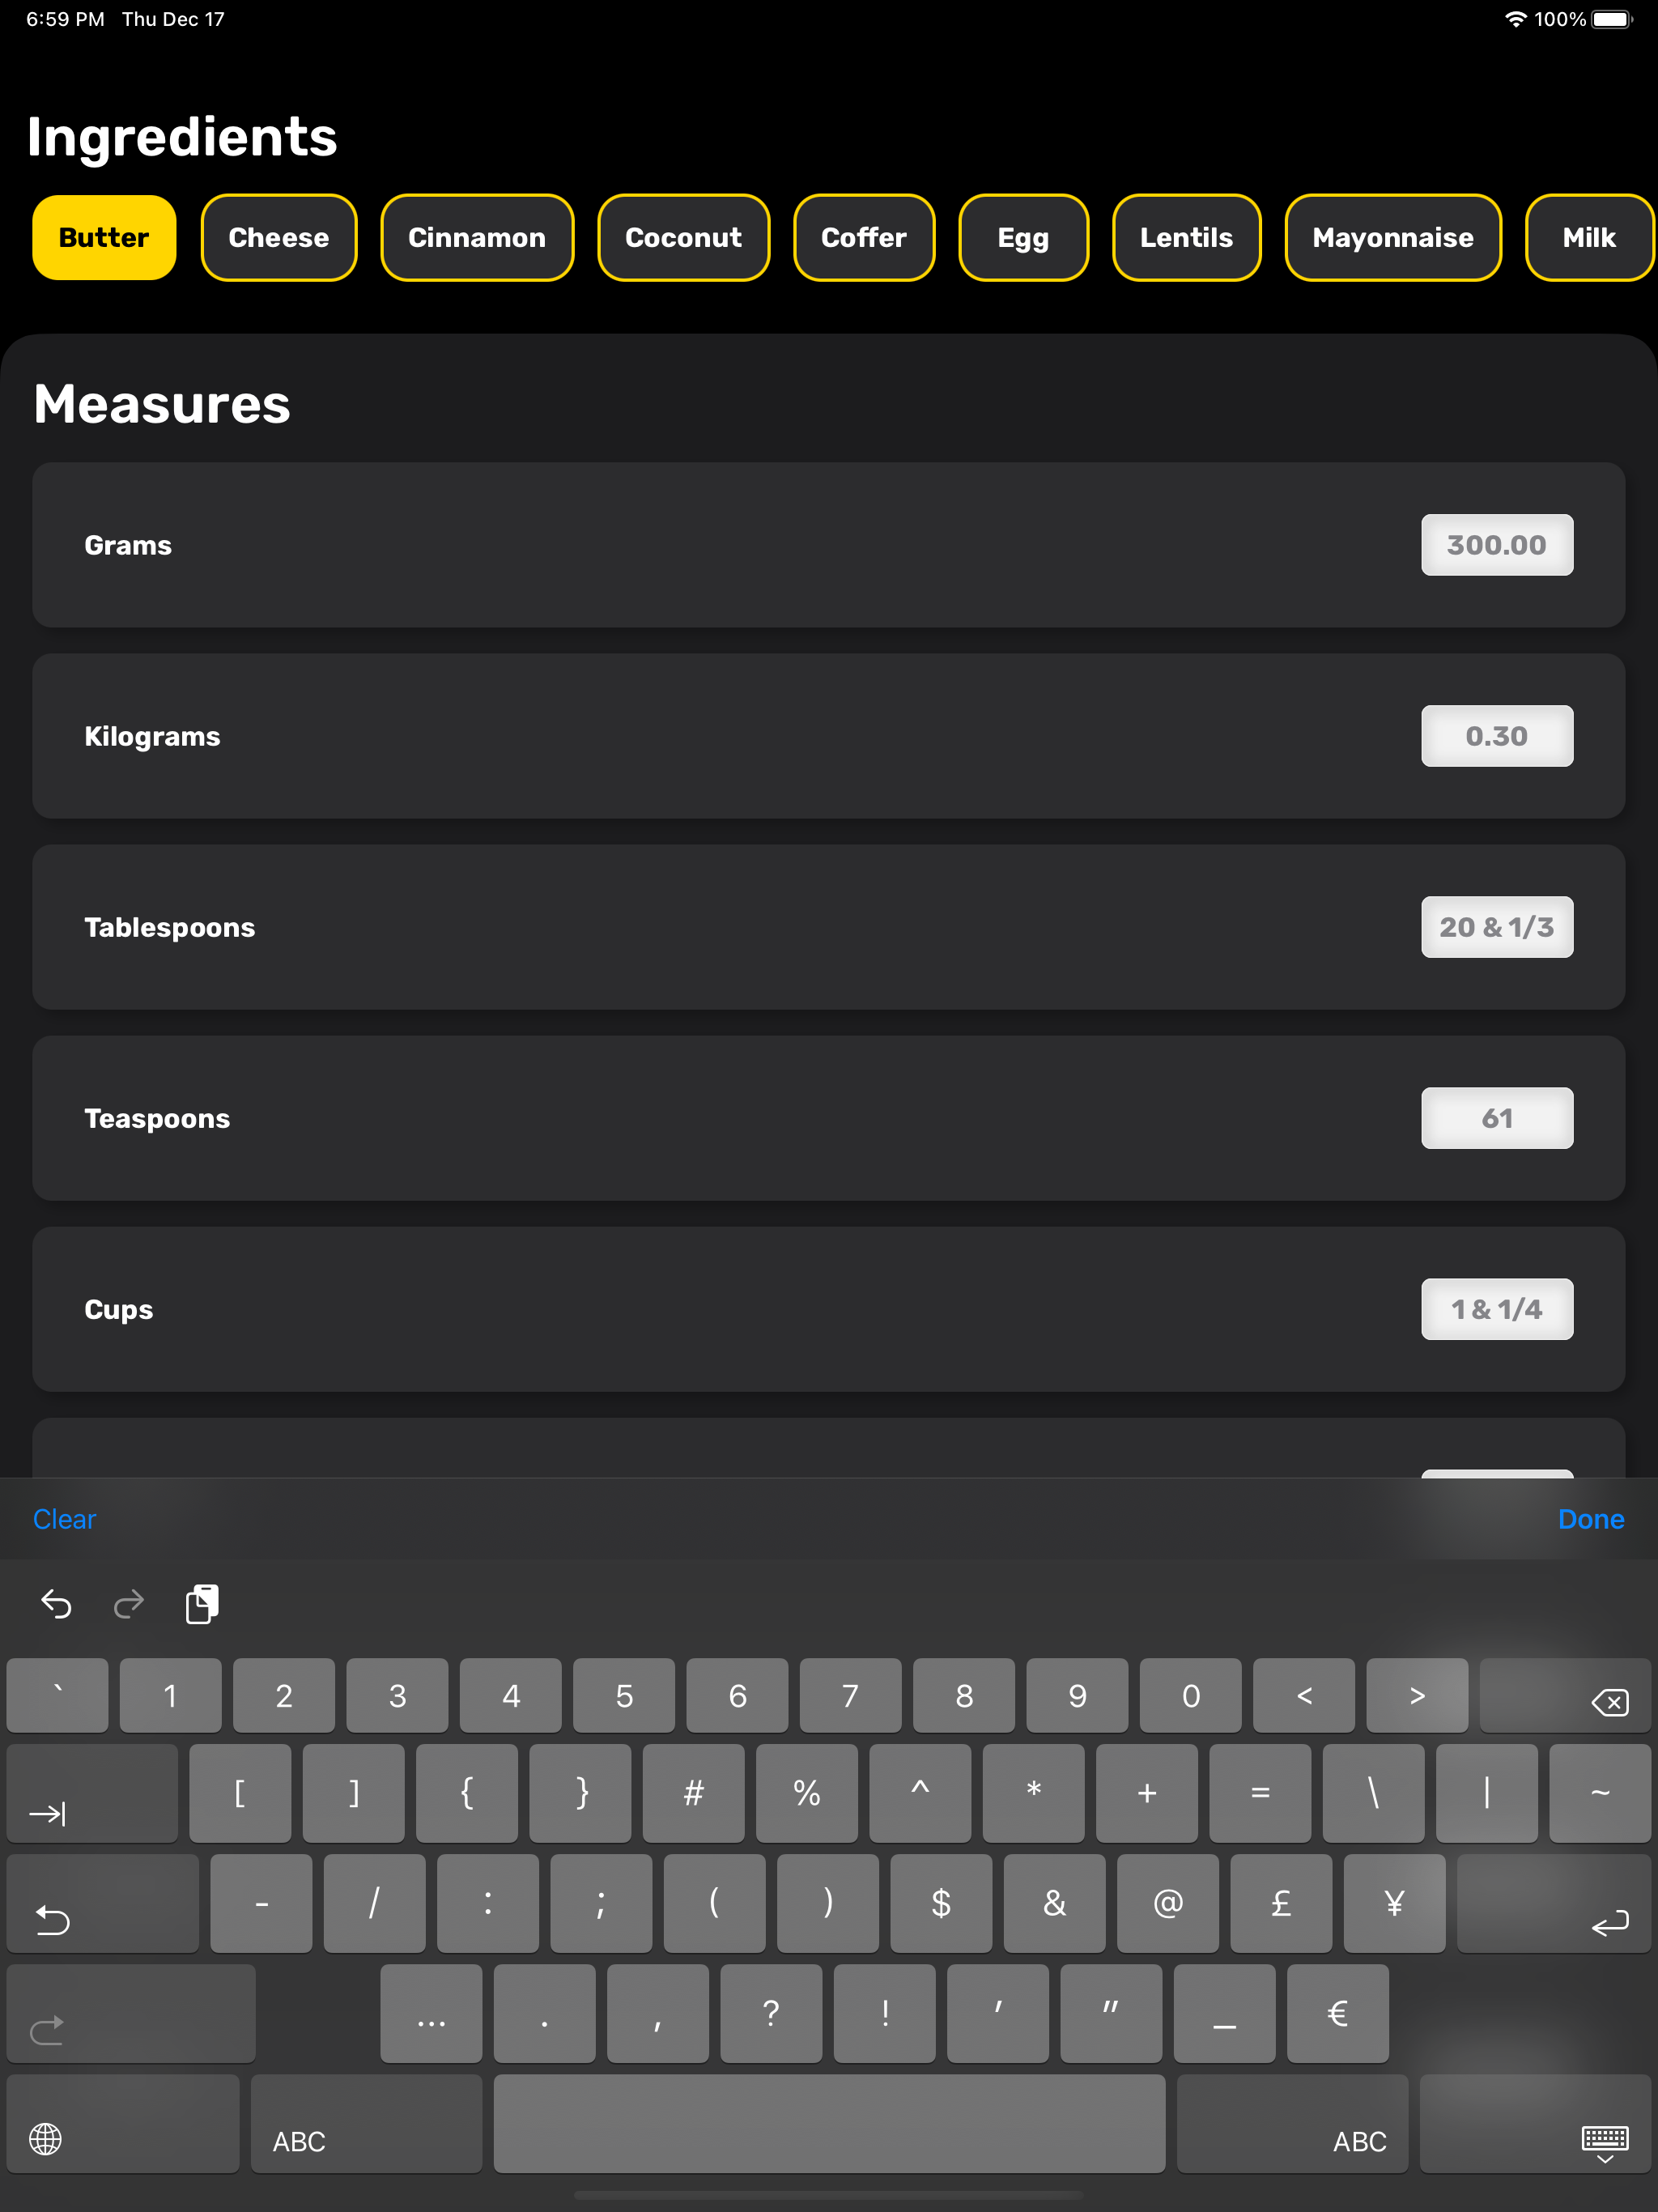 6:59 PM Thu Dec 17 100%
Ingredients
Butter Cheese Cinnamon Coconut Coffer Egg Lentils Mayonnaise Milk
Measures
Grams 300.00
Kilograms 0.30
Tablespoons 20 & 1/3
Teaspoons 61
Cups 1 & 1/4
Clear Done
` 1 2 3 4 5 6 7 8 9 0 < >
[ ] { } # % ^ * + = \ | ~
- / : ; ( ) $ & @ £ ¥
... . , ? ! ' " _ €
ABC ABC